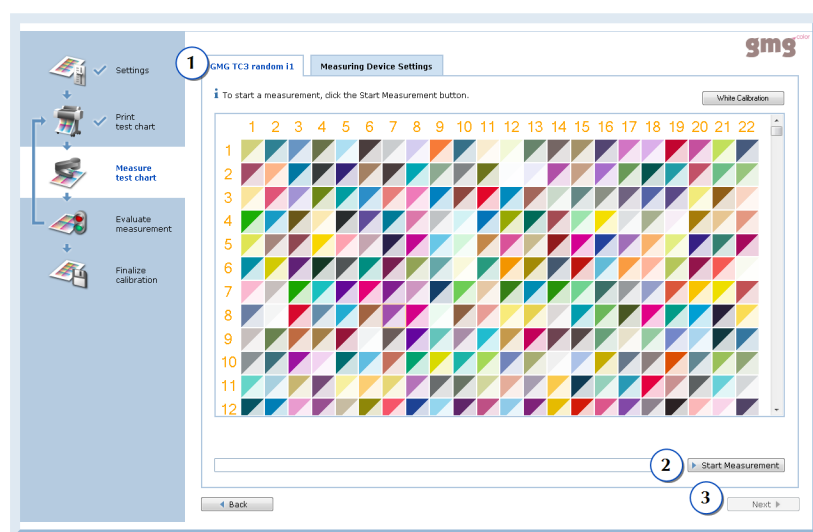 gmg color
Settings
Print
test chart
Measure
test chart
Evaluate
measurement
Finalize
calibration
1
GMG TC3 random i1
Measuring Device Settings
i To start a measurement, click the Start Measurement button.
White Calibration
1 2 3 4 5 6 7 8 9 10 11 12 13 14 15 16 17 18 19 20 21 22
1
2
3
4
5
6
7
8
9
10
11
12
2
Start Measurement
3
Back
Next